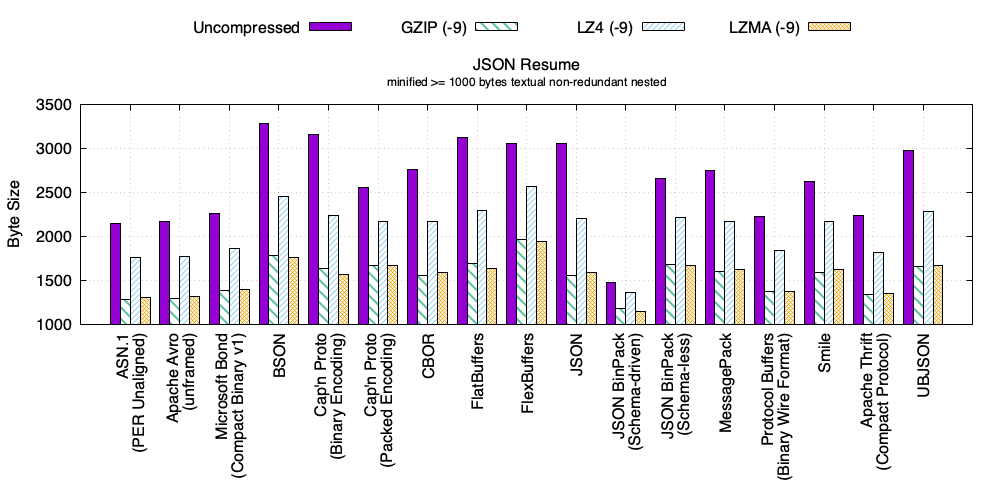 Uncompressed GZIP (-9) LZ4 (-9) LZMA (-9)
JSON Resume
minified >= 1000 bytes textual non-redundant nested
Byte Size
3500
3000
2500
2000
1500
1000
ASN.1
(PER Unaligned)
Apache Avro
(unframed)
Microsoft Bond
(Compact Binary v1)
BSON
Cap'n Proto
(Binary Encoding)
Cap'n Proto
(Packed Encoding)
CBOR
FlatBuffers
FlexBuffers
JSON
JSON BinPack
(Schema-driven)
JSON BinPack
(Schema-less)
MessagePack
Protocol Buffers
(Binary Wire Format)
Smile
Apache Thrift
(Compact Protocol)
UBJSON